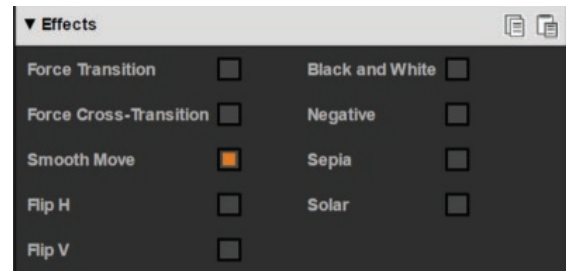 ▼ Effects
Force Transition
Black and White
Force Cross-Transition
Negative
Smooth Move
Sepia
Flip H
Solar
Flip V